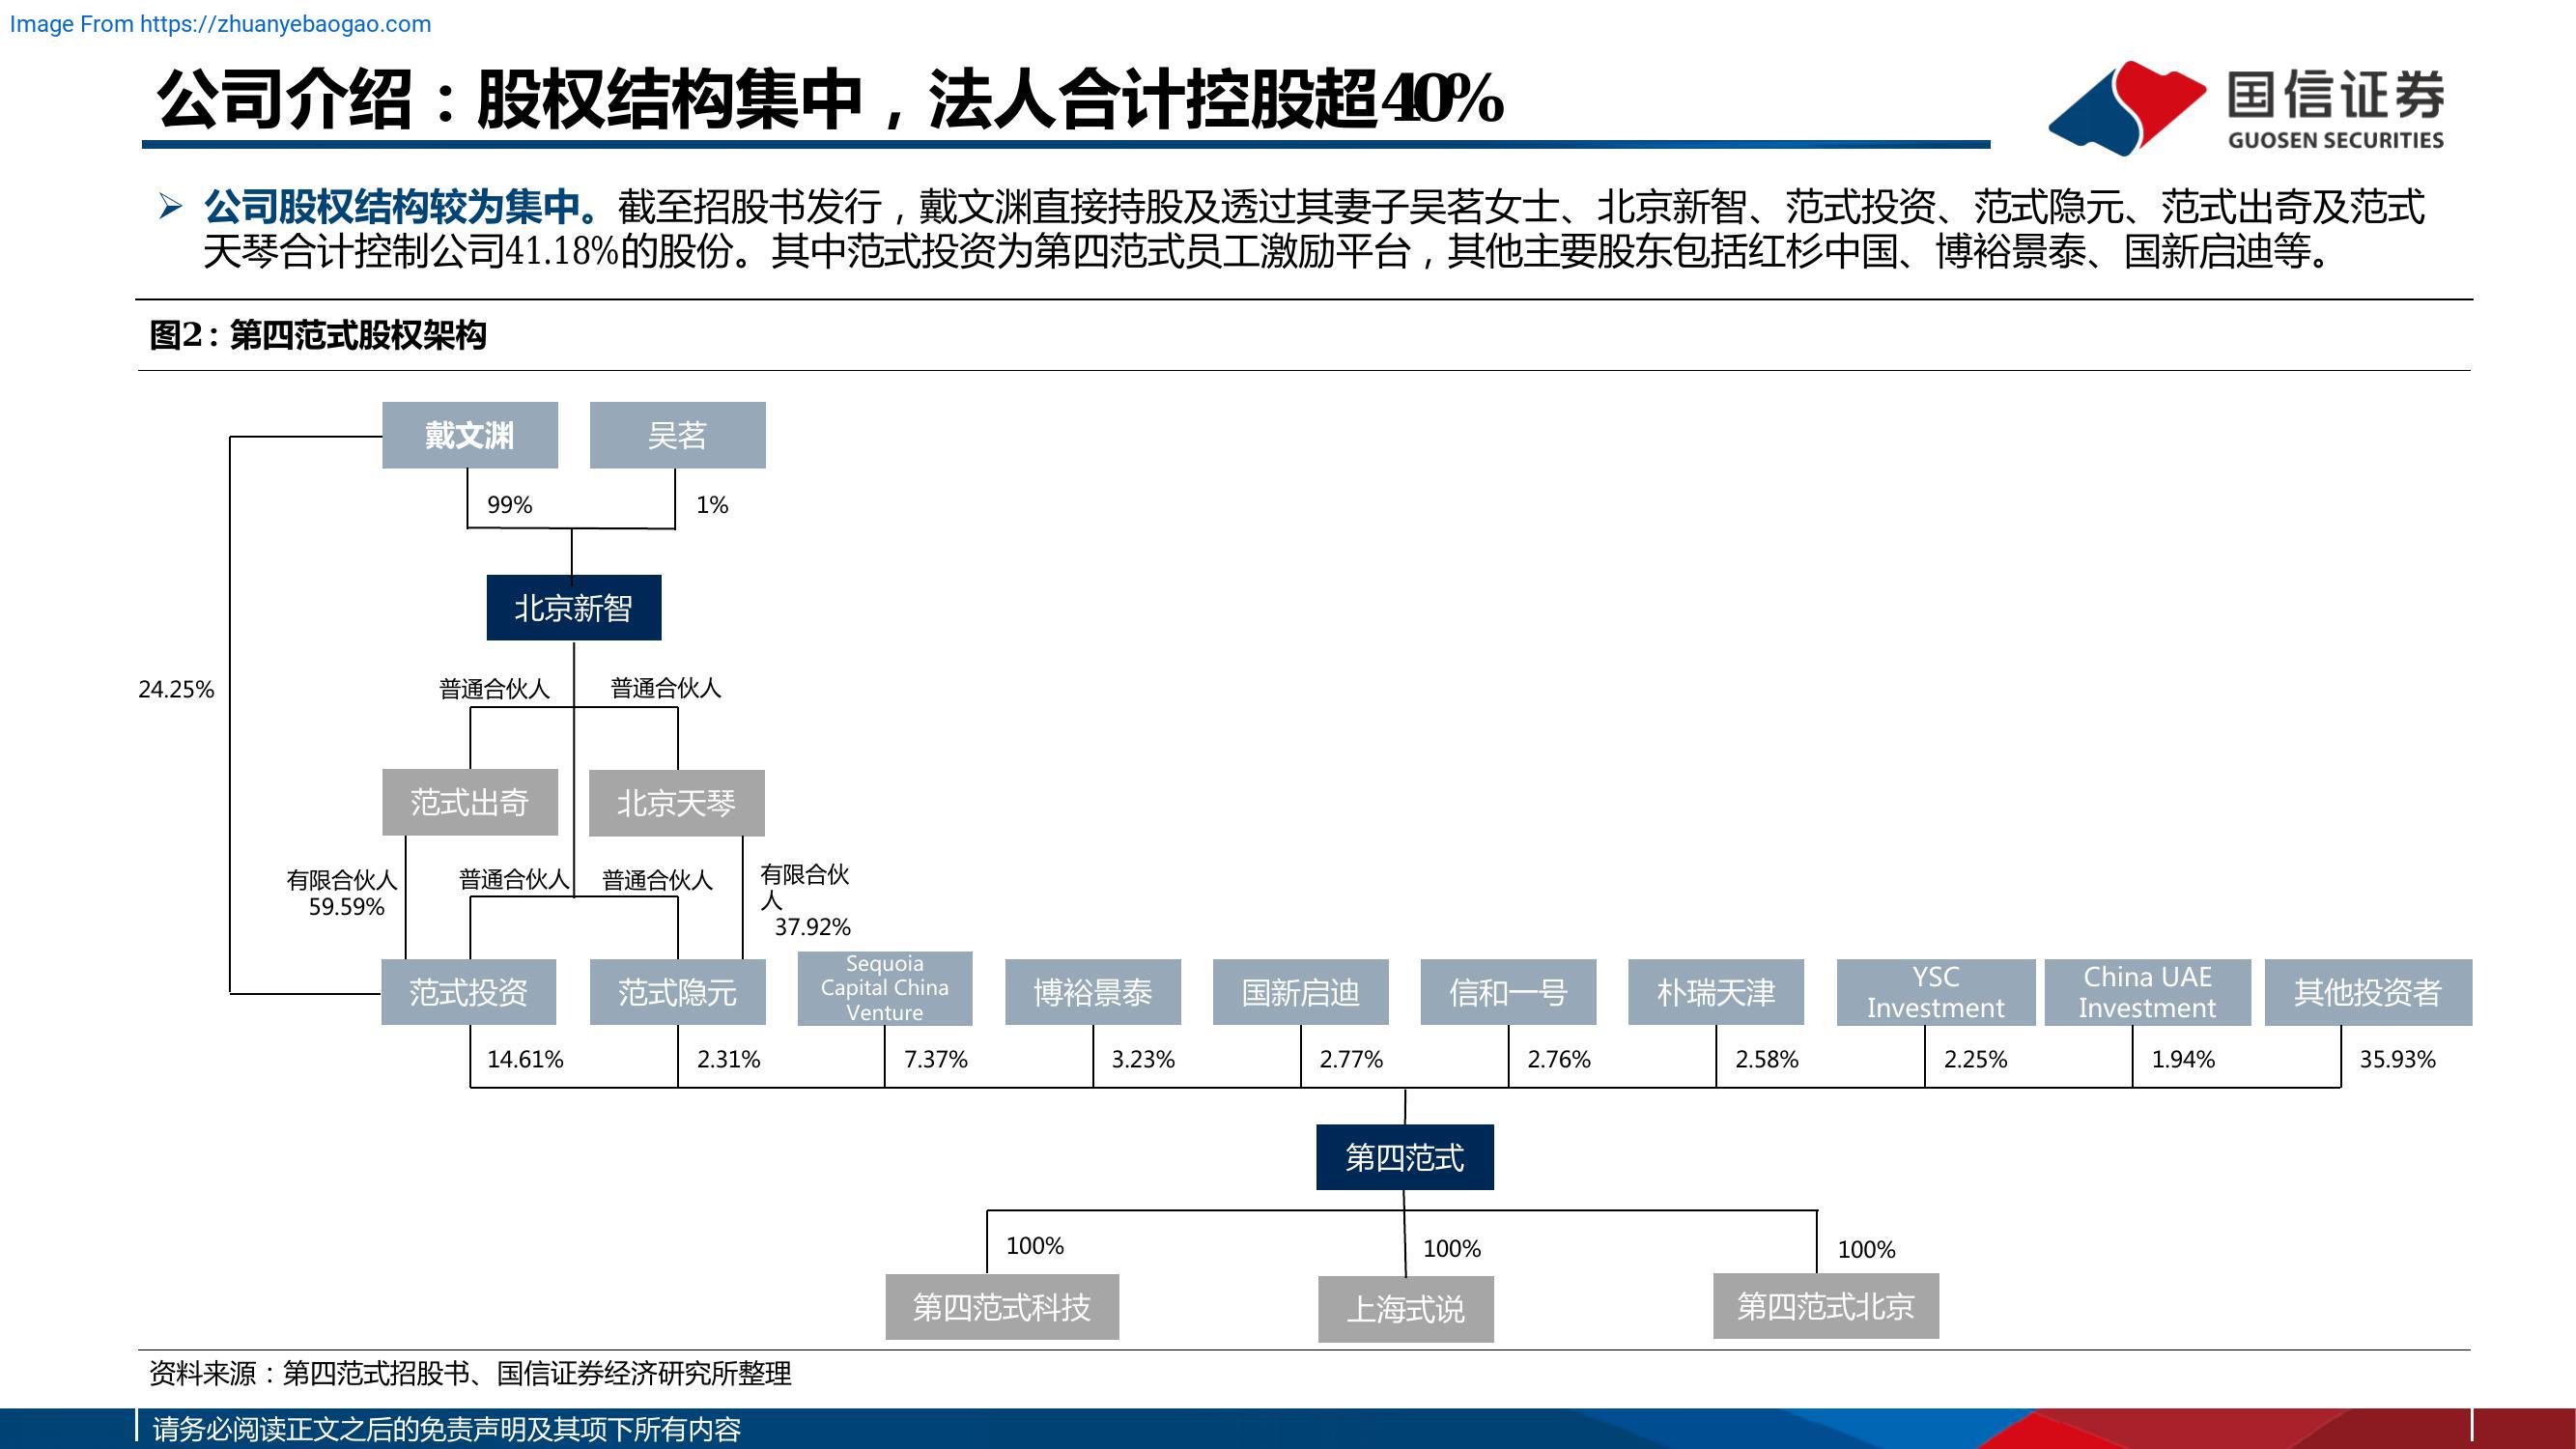 Image From https://zhuanyebaogao.com
公司介绍：股权结构集中，法人合计控股超40%
国信证券
GUOSEN SECURITIES
公司股权结构较为集中。截至招股书发行，戴文渊直接持股及透过其妻子吴茗女士、北京新智、范式投资、范式隐元、范式出奇及范式
天琴合计控制公司41.18%的股份。其中范式投资为第四范式员工激励平台，其他主要股东包括红杉中国、博裕景泰、国新启迪等。
图2：第四范式股权架构
戴文渊
吴茗
99%
1%
北京新智
24.25%
普通合伙人
普通合伙人
范式出奇
北京天琴
有限合伙人
59.59%
普通合伙人
普通合伙人
有限合伙
人
37.92%
范式投资
范式隐元
Sequoia
Capital China
Venture
博裕景泰
国新启迪
信和一号
朴瑞天津
YSC
Investment
China UAE
Investment
其他投资者
14.61%
2.31%
7.37%
3.23%
2.77%
2.76%
2.58%
2.25%
1.94%
35.93%
第四范式
100%
100%
100%
第四范式科技
上海式说
第四范式北京
资料来源：第四范式招股书、国信证券经济研究所整理
请务必阅读正文之后的免责声明及其项下所有内容